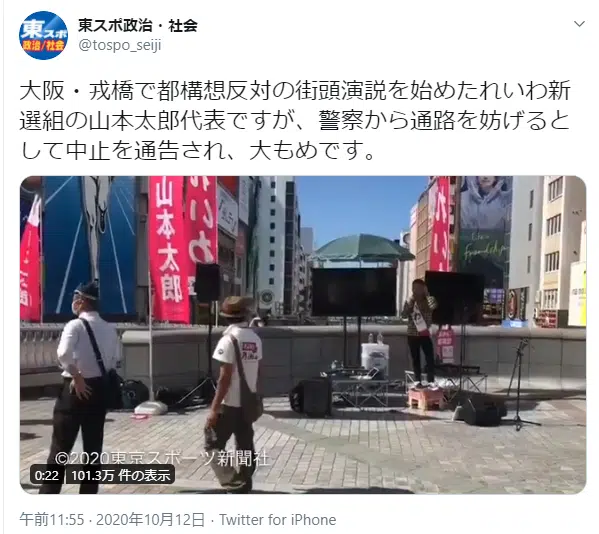 東スポ
政治/社会
東スポ政治・社会
@tospo_seiji
大阪・戎橋で都構想反対の街頭演説を始めたれいわ新
選組の山本太郎代表ですが、警察から通路を妨げると
して中止を通告され、大もめです。
山本太郎
れいわ
©2020東京スポーツ新聞社
0:22
101.3万 件の表示
午前11:55 · 2020年10月12日 · Twitter for iPhone